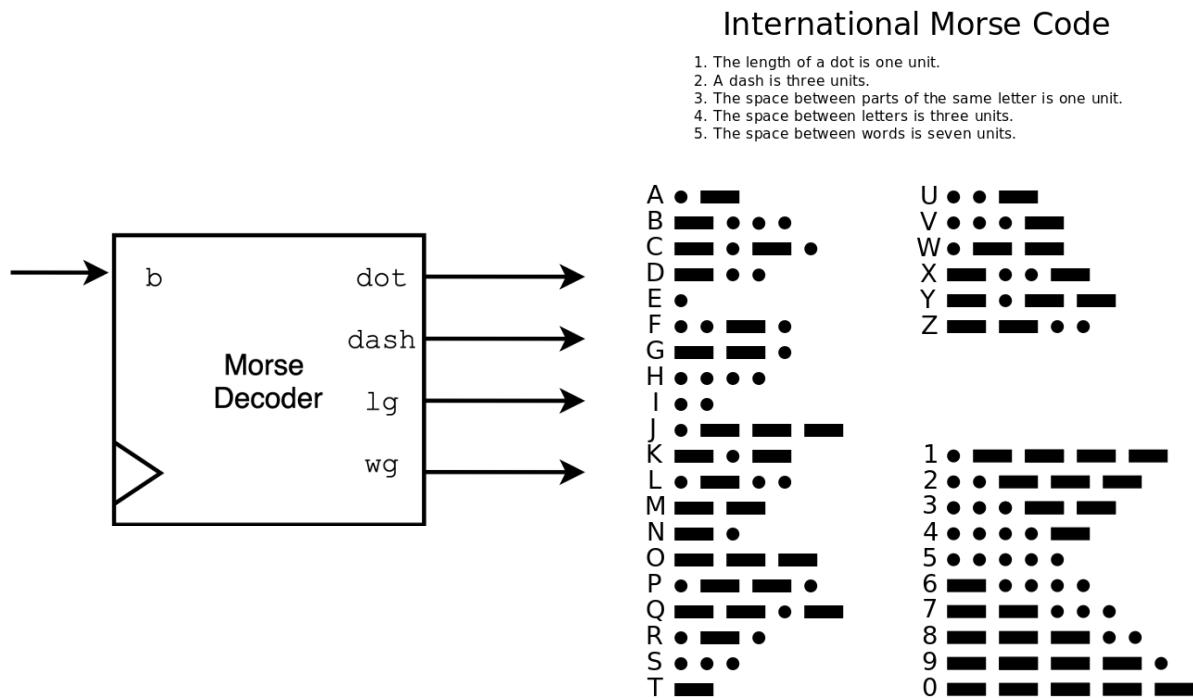 International Morse Code
1. The length of a dot is one unit.
2. A dash is three units.
3. The space between parts of the same letter is one unit.
4. The space between letters is three units.
5. The space between words is seven units.
b
dot
dash
lg
wg
Morse
Decoder
A
B
C
D
E
F
G
H
I
J
K
L
M
N
O
P
Q
R
S
T
U
V
W
X
Y
Z
1
2
3
4
5
6
7
8
9
0